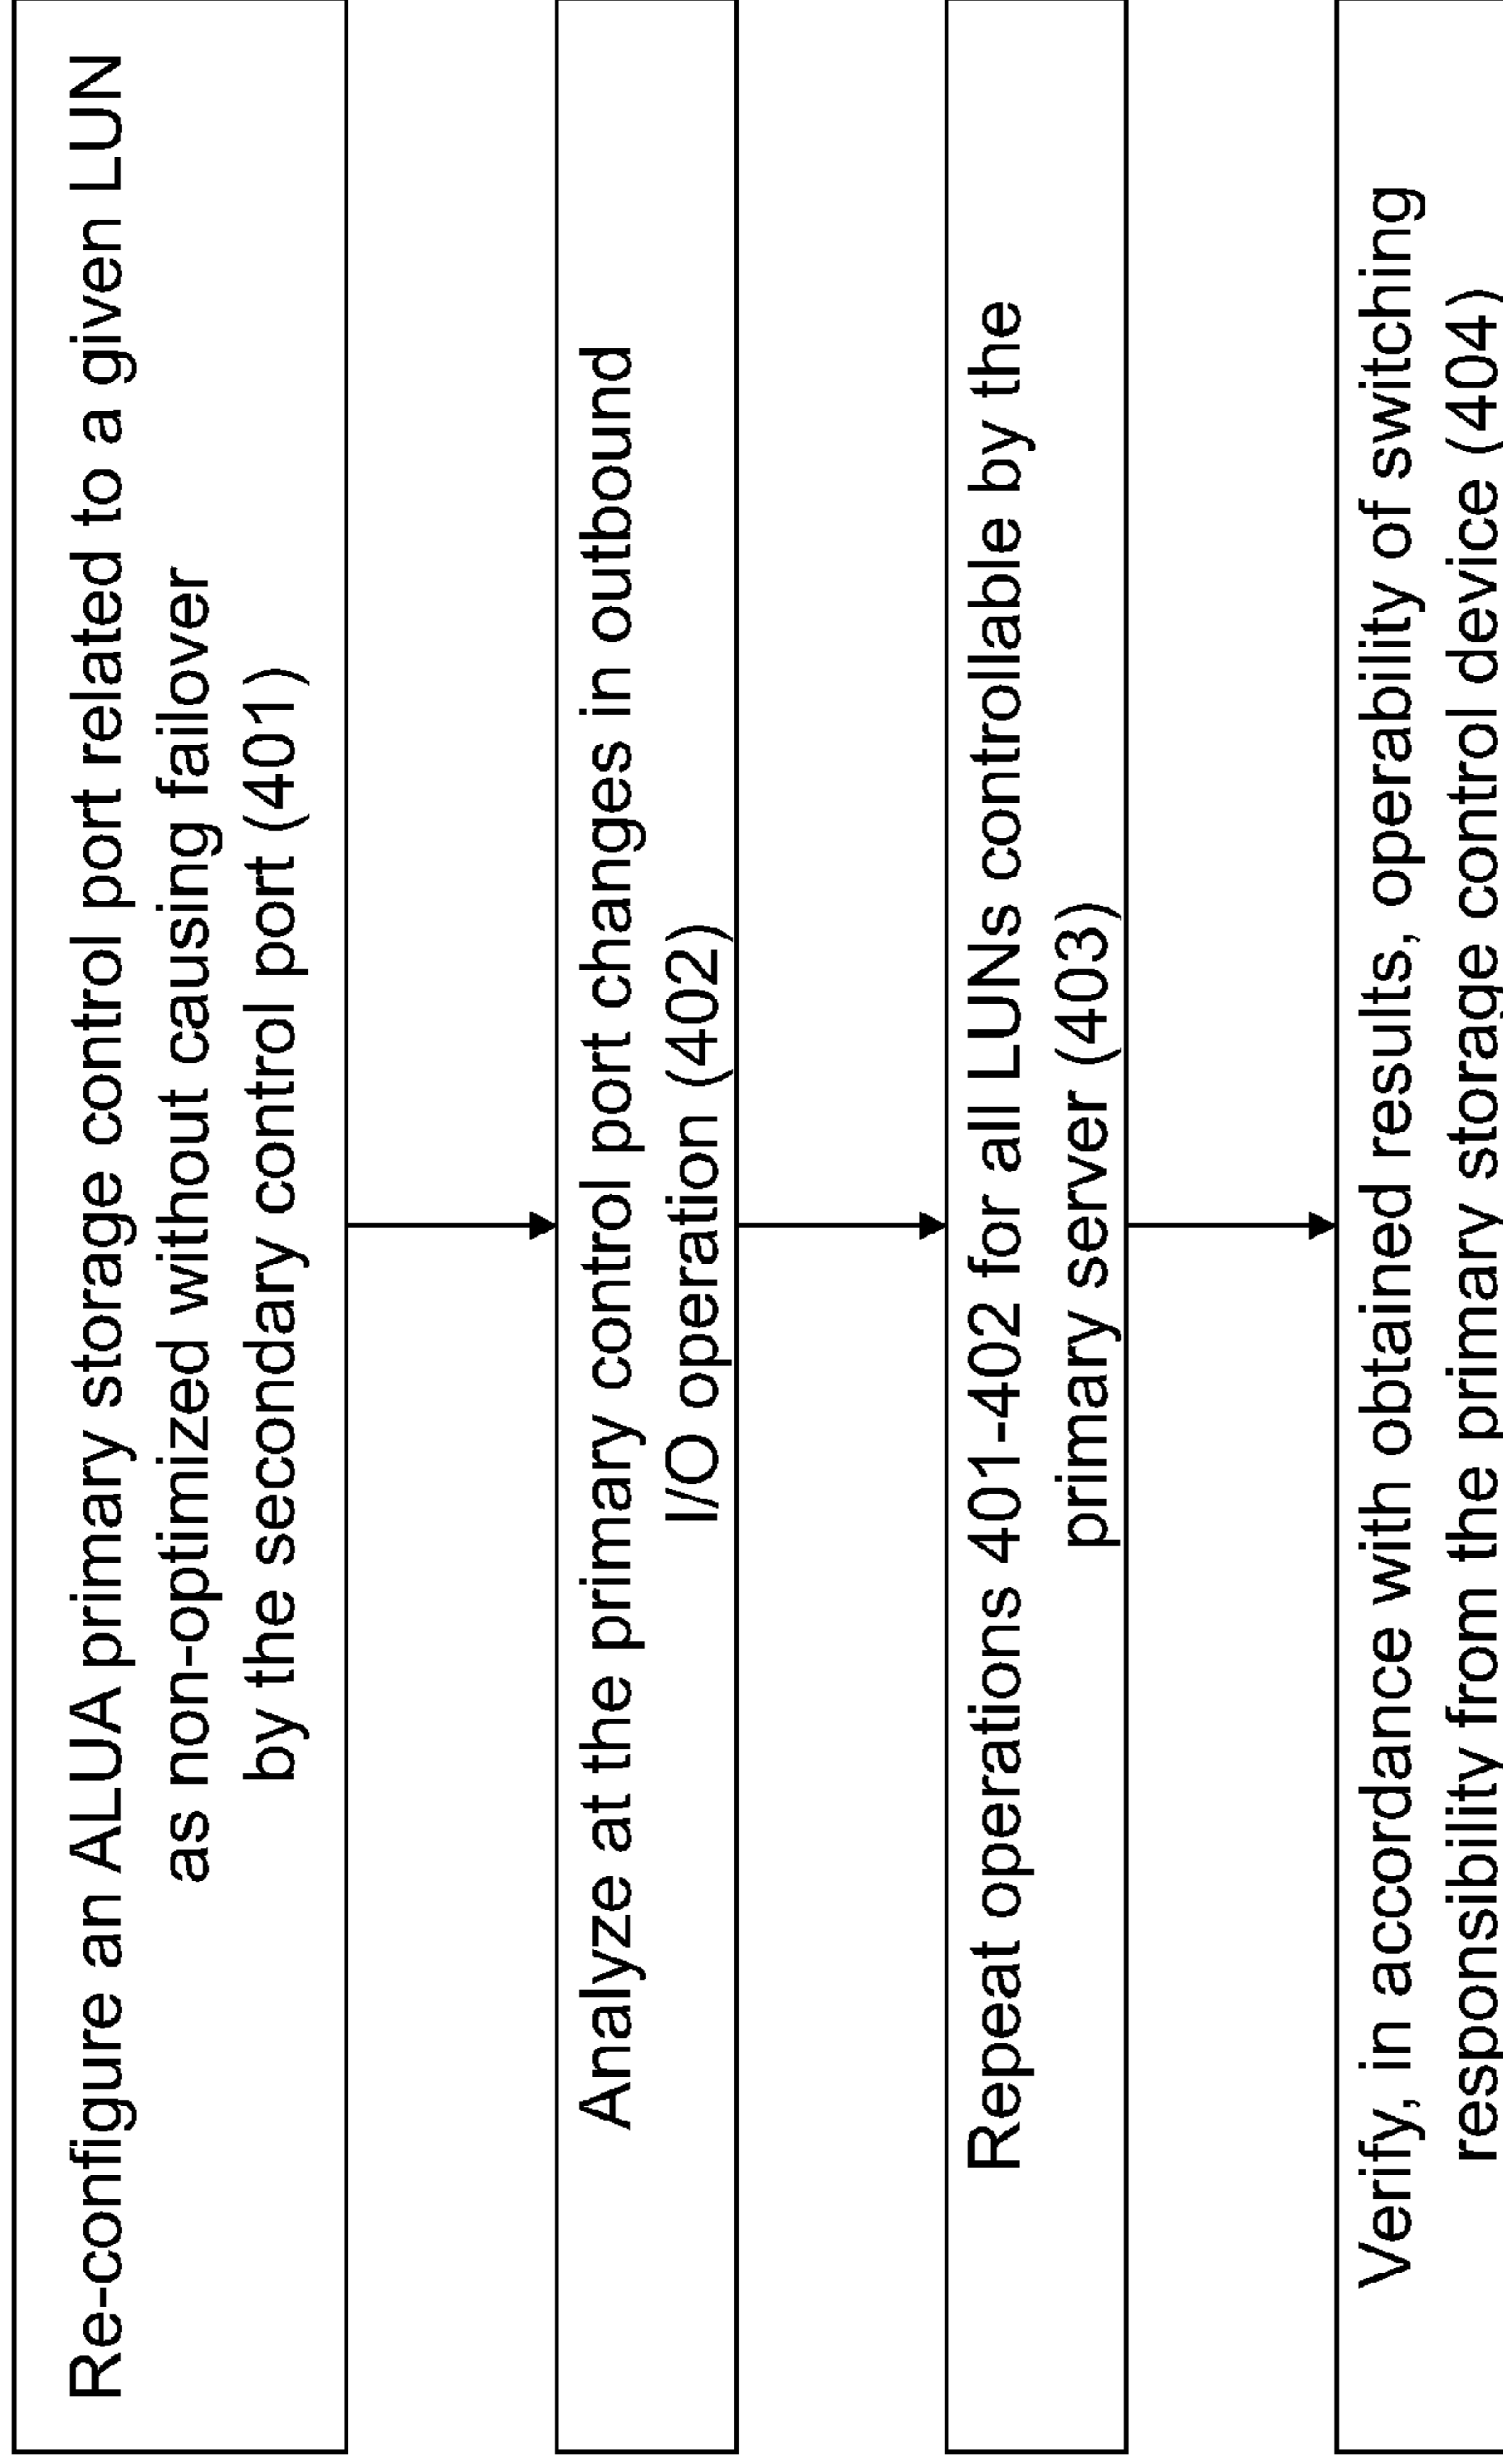 Re-configure an ALUA primary storage control port related to a given LUN
as non-optimized without causing failover
by the secondary control port (401)
Analyze at the primary control port changes in outbound
I/O operation (402)
Repeat operations 401-402 for all LUNs controllable by the
primary server (403)
Verify, in accordance with obtained results, operability of switching
responsibility from the primary storage control device (404)